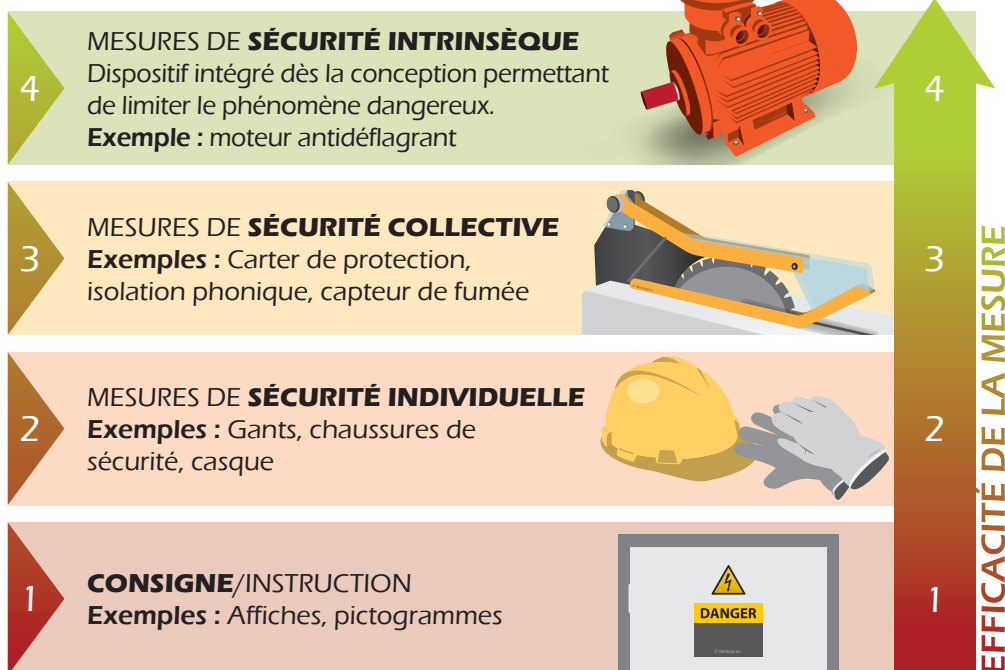 4
MESURES DE SÉCURITÉ INTRINSÈQUE
Dispositif intégré dès la conception permettant
de limiter le phénomène dangereux.
Exemple : moteur antidéflagrant
4
3
MESURES DE SÉCURITÉ COLLECTIVE
Exemples : Carter de protection,
isolation phonique, capteur de fumée
3
2
MESURES DE SÉCURITÉ INDIVIDUELLE
Exemples : Gants, chaussures de
sécurité, casque
2
1
CONSIGNE/INSTRUCTION
Exemples : Affiches, pictogrammes
DANGER
1
EFFICACITÉ DE LA MESURE